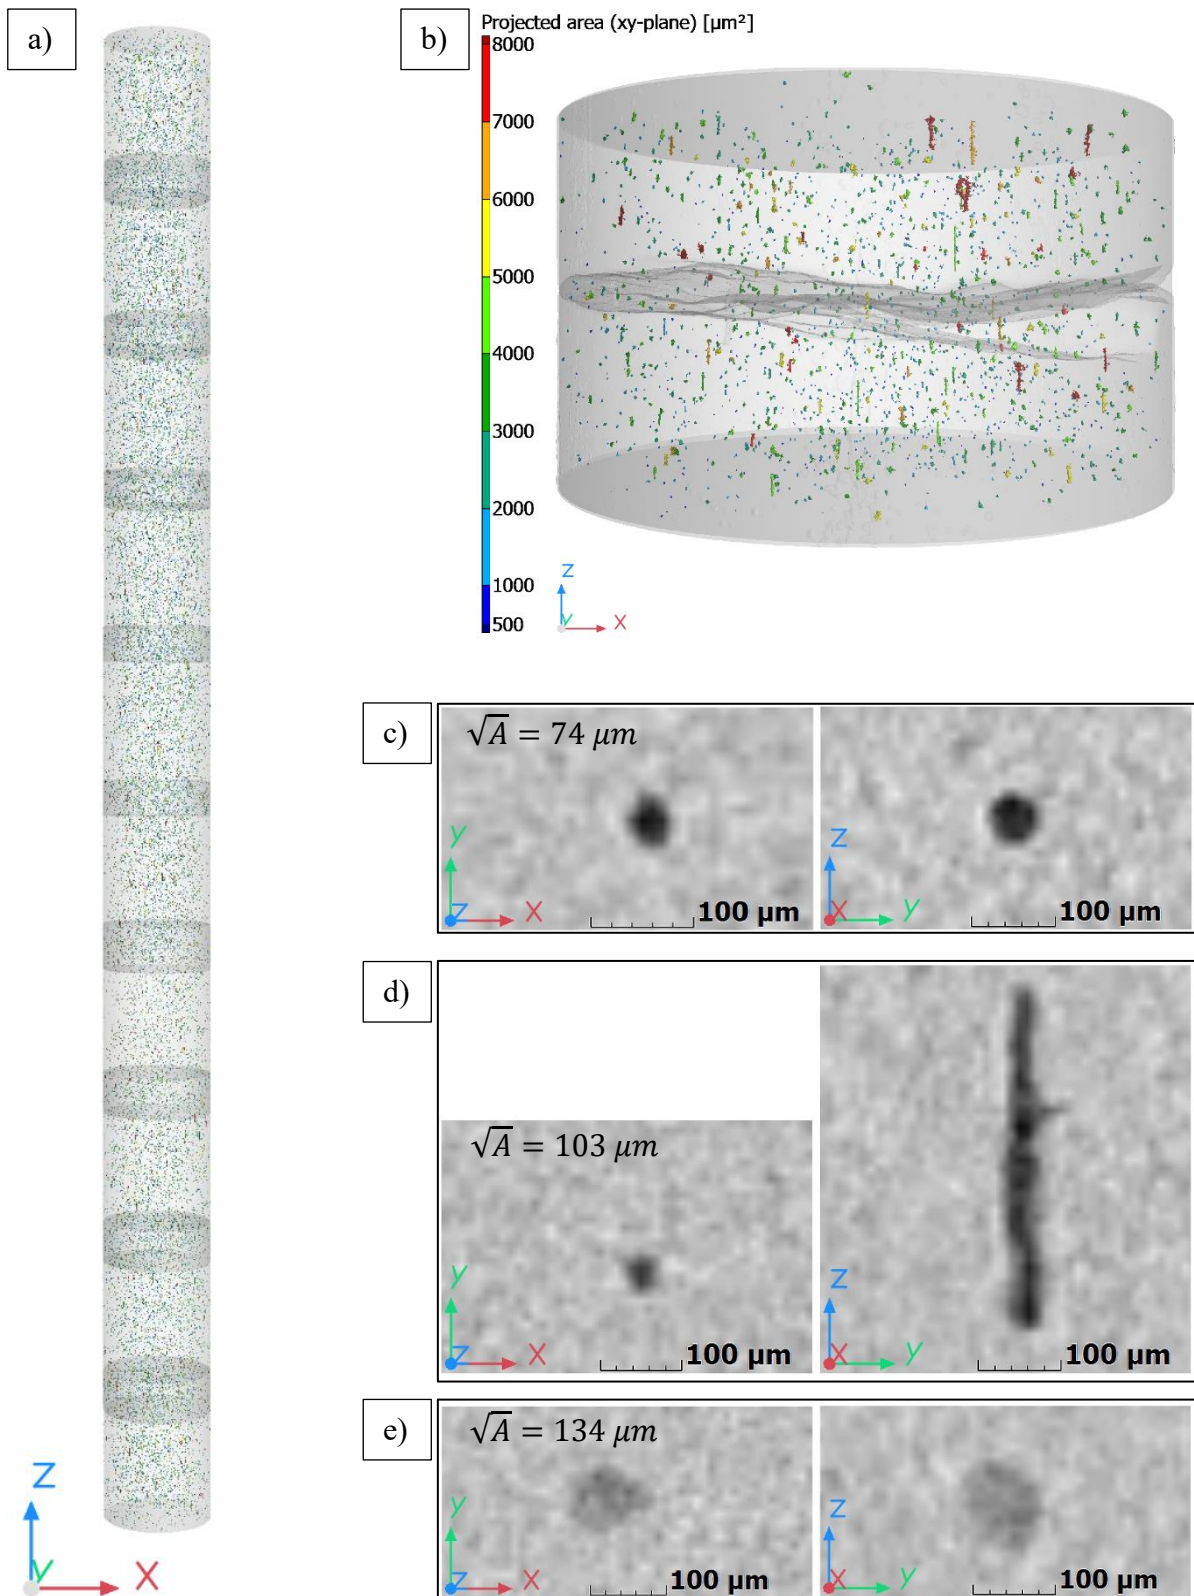 a)
b)
Projected area (xy-plane) [µm²]
8000
7000
6000
5000
4000
3000
2000
1000
500
Z
Y
X
c)
√A = 74 µm
y
Z
X
100 µm
Z
X
y
100 µm
d)
√A = 103 µm
y
Z
X
100 µm
Z
X
y
100 µm
e)
√A = 134 µm
y
Z
X
100 µm
Z
X
y
100 µm
Z
Y
X